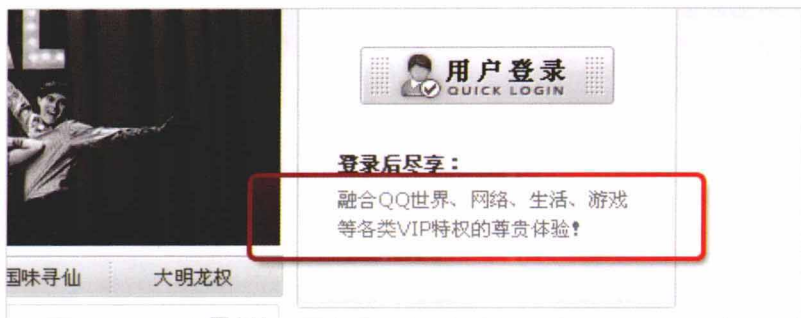 用户登录
QUICK LOGIN
登录后尽享：
融合QQ世界、网络、生活、游戏
等各类VIP特权的尊贵体验！
国味寻仙
大明龙权